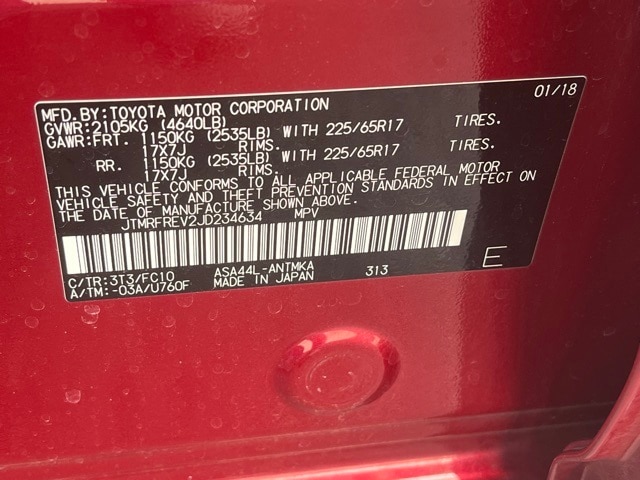 MFD.BY:TOYOTA MOTOR CORPORATION 01/18
GVWR:2105KG (4640LB)
GAWR:FRT. 1150KG (2535LB) WITH 225/65R17 TIRES.
17X7J RIMS.
RR. 1150KG (2535LB) WITH 225/65R17 TIRES.
17X7J RIMS.
THIS VEHICLE CONFORMS TO ALL APPLICABLE FEDERAL MOTOR
VEHICLE SAFETY AND THEFT PREVENTION STANDARDS IN EFFECT ON
THE DATE OF MANUFACTURE SHOWN ABOVE.
JTMRFREV2JD234634 MPV
C/TR:3T3/FC10 ASA44L-ANTMKA 313 E
A/TM:-03A/U760F MADE IN JAPAN